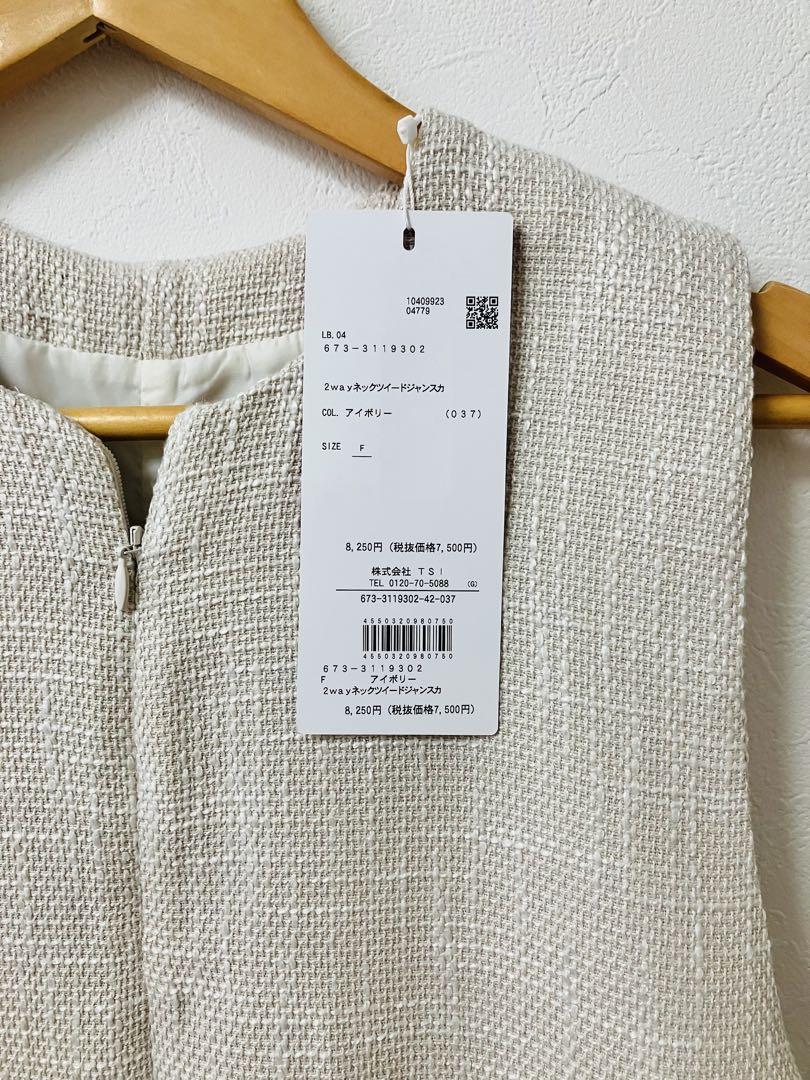 10409923
04779
LB.04
673-3119302
2wayネックツイードジャンスカ
COL. アイボリー (037)
SIZE F
8,250円(税抜価格7,500円)
株式会社 TSI
TEL 0120-70-5088 (G)
673-3119302-42-037
4550320980750
4550320980750
673-3119302
F アイボリー
2wayネックツイードジャンスカ
8,250円(税抜価格7,500円)